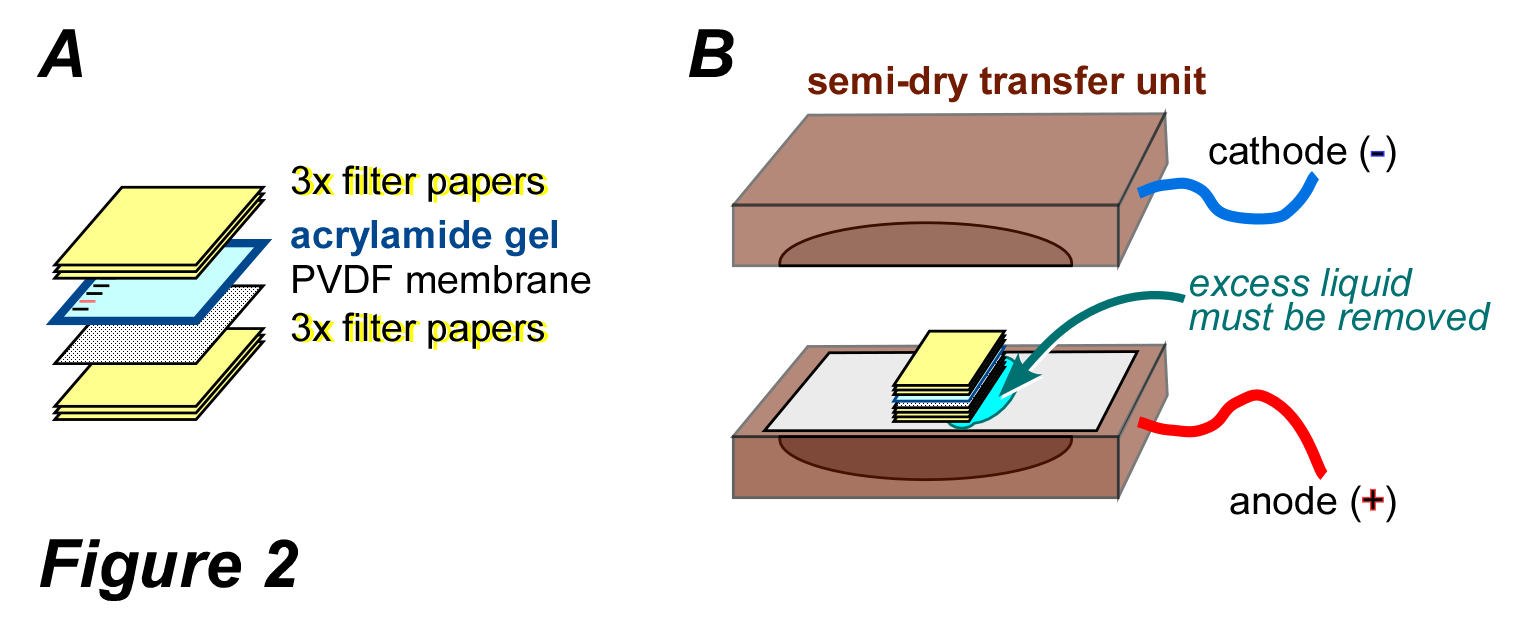 A
3x filter papers
acrylamide gel
PVDF membrane
3x filter papers
B
semi-dry transfer unit
cathode (-)
excess liquid
must be removed
anode (+)
Figure 2